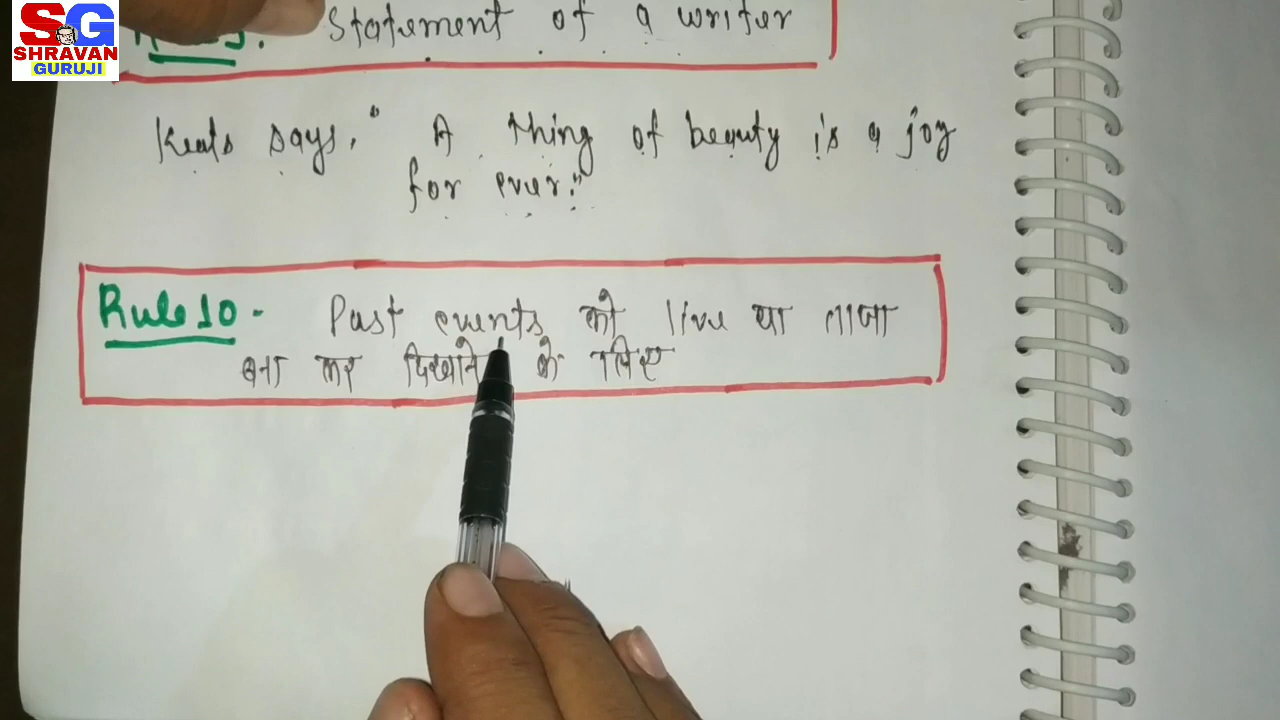 SG
SHRAVAN
GURUJI
Statement of a writer
Keats says, " A thing of beauty is a joy
for ever."
Rule 10- Past events को live या ताजा
बना कर दिखाने के लिए